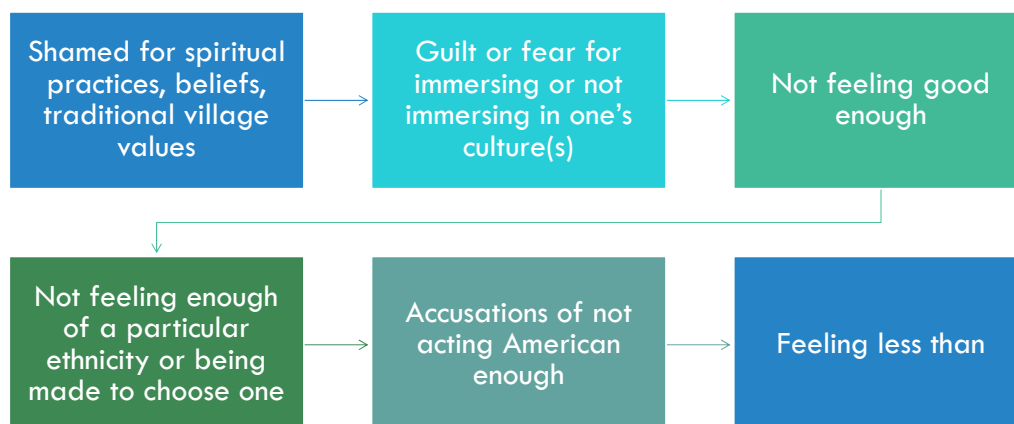 Shamed for spiritual
practices, beliefs,
traditional village
values
Guilt or fear for
immersing or not
immersing in one's
culture(s)
Not feeling good
enough
Not feeling enough
of a particular
ethnicity or being
made to choose one
Accusations of not
acting American
enough
Feeling less than